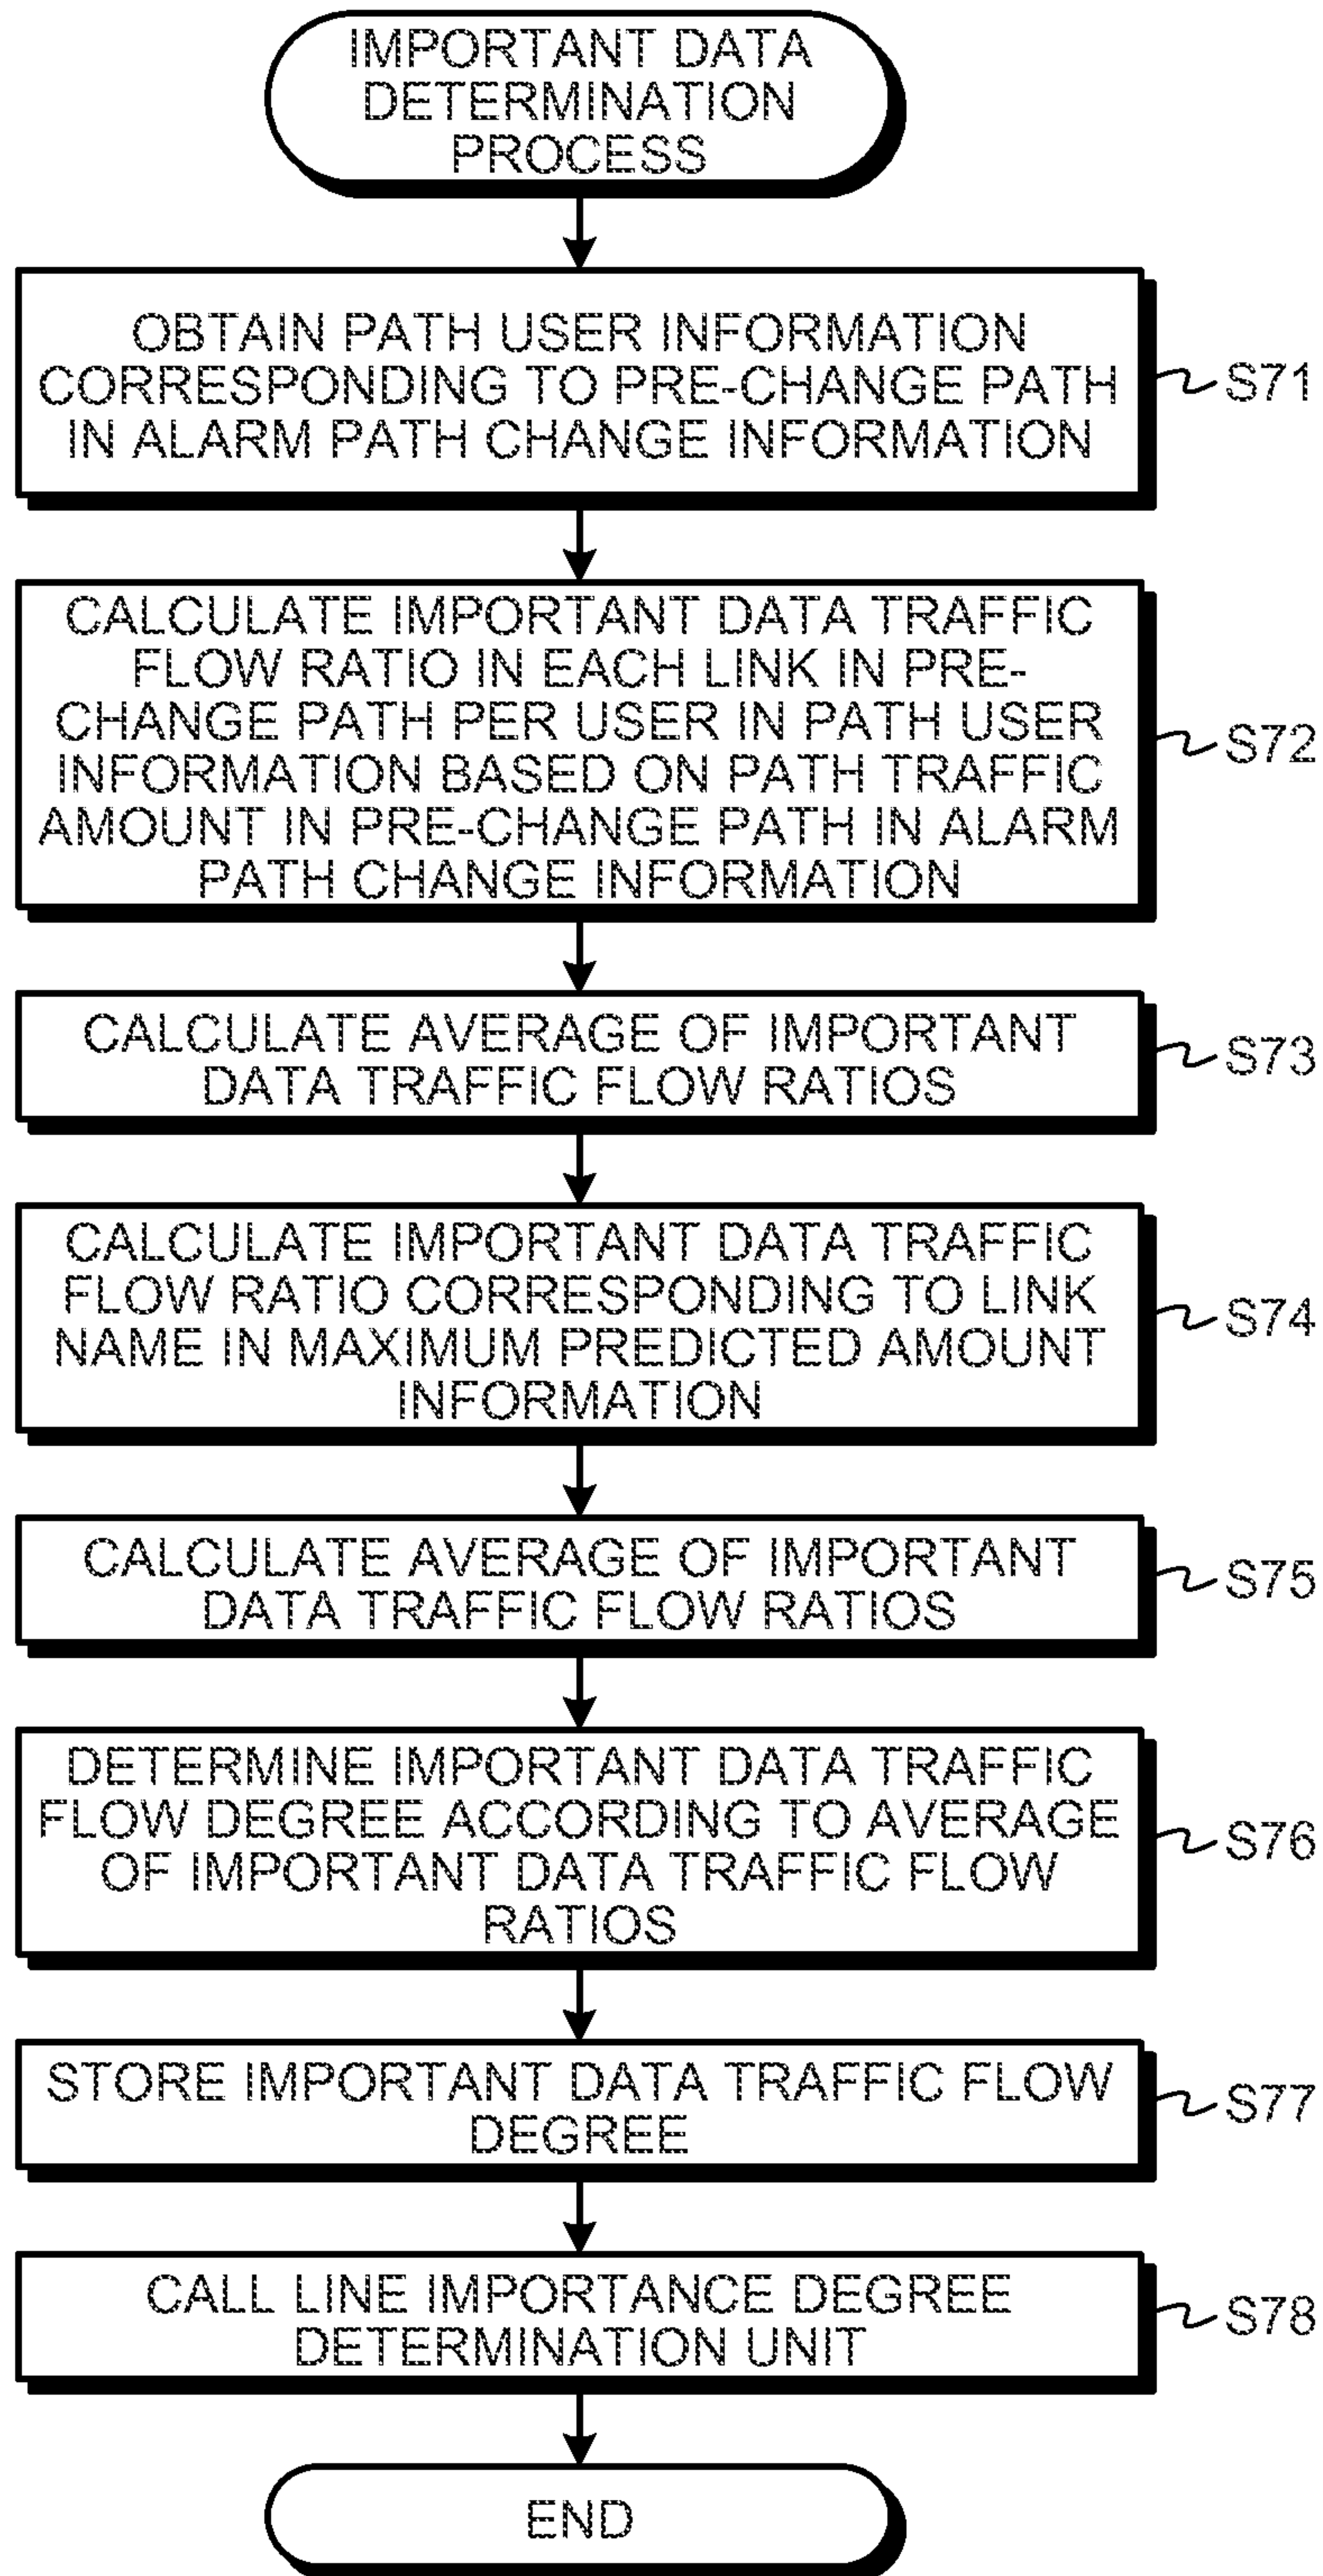 IMPORTANT DATA
DETERMINATION
PROCESS
OBTAIN PATH USER INFORMATION
CORRESPONDING TO PRE-CHANGE PATH
IN ALARM PATH CHANGE INFORMATION
S71
CALCULATE IMPORTANT DATA TRAFFIC
FLOW RATIO IN EACH LINK IN PRE-
CHANGE PATH PER USER IN PATH USER
INFORMATION BASED ON PATH TRAFFIC
AMOUNT IN PRE-CHANGE PATH IN ALARM
PATH CHANGE INFORMATION
S72
CALCULATE AVERAGE OF IMPORTANT
DATA TRAFFIC FLOW RATIOS
S73
CALCULATE IMPORTANT DATA TRAFFIC
FLOW RATIO CORRESPONDING TO LINK
NAME IN MAXIMUM PREDICTED AMOUNT
INFORMATION
S74
CALCULATE AVERAGE OF IMPORTANT
DATA TRAFFIC FLOW RATIOS
S75
DETERMINE IMPORTANT DATA TRAFFIC
FLOW DEGREE ACCORDING TO AVERAGE
OF IMPORTANT DATA TRAFFIC FLOW
RATIOS
S76
STORE IMPORTANT DATA TRAFFIC FLOW
DEGREE
S77
CALL LINE IMPORTANCE DEGREE
DETERMINATION UNIT
S78
END